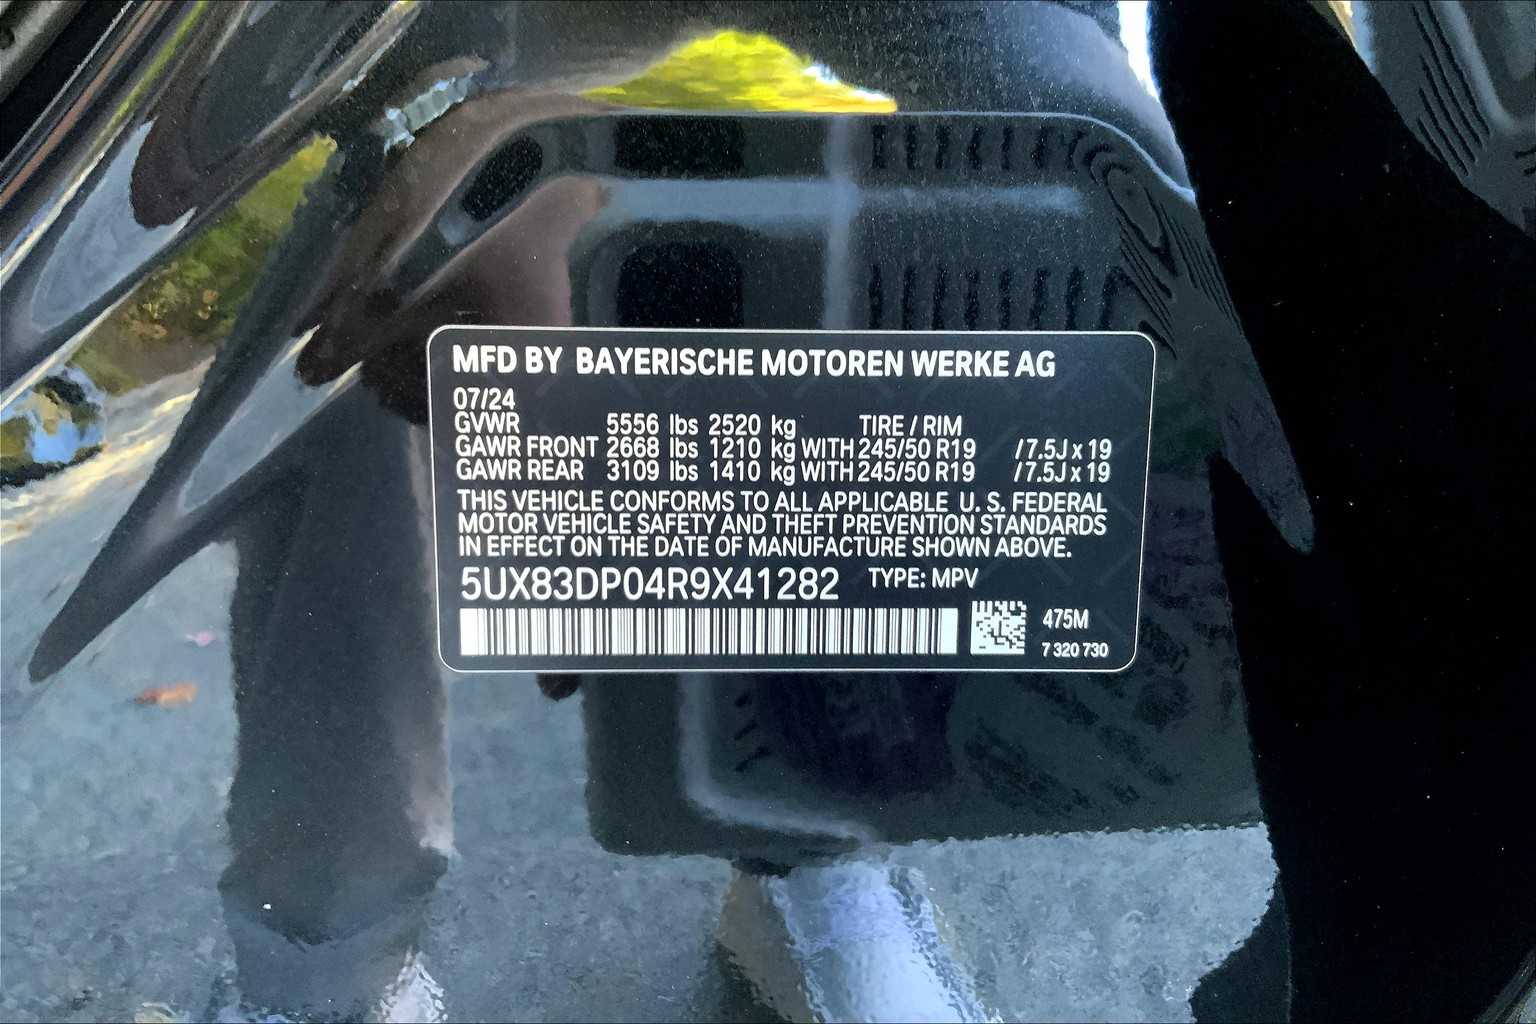 MFD BY BAYERISCHE MOTOREN WERKE AG
07/24
GVWR 5556 lbs 2520 kg TIRE / RIM
GAWR FRONT 2668 lbs 1210 kg WITH 245/50 R19 /7.5J x 19
GAWR REAR 3109 lbs 1410 kg WITH 245/50 R19 /7.5J x 19
THIS VEHICLE CONFORMS TO ALL APPLICABLE U. S. FEDERAL
MOTOR VEHICLE SAFETY AND THEFT PREVENTION STANDARDS
IN EFFECT ON THE DATE OF MANUFACTURE SHOWN ABOVE.
5UX83DP04R9X41282 TYPE: MPV
475M
7 320 730